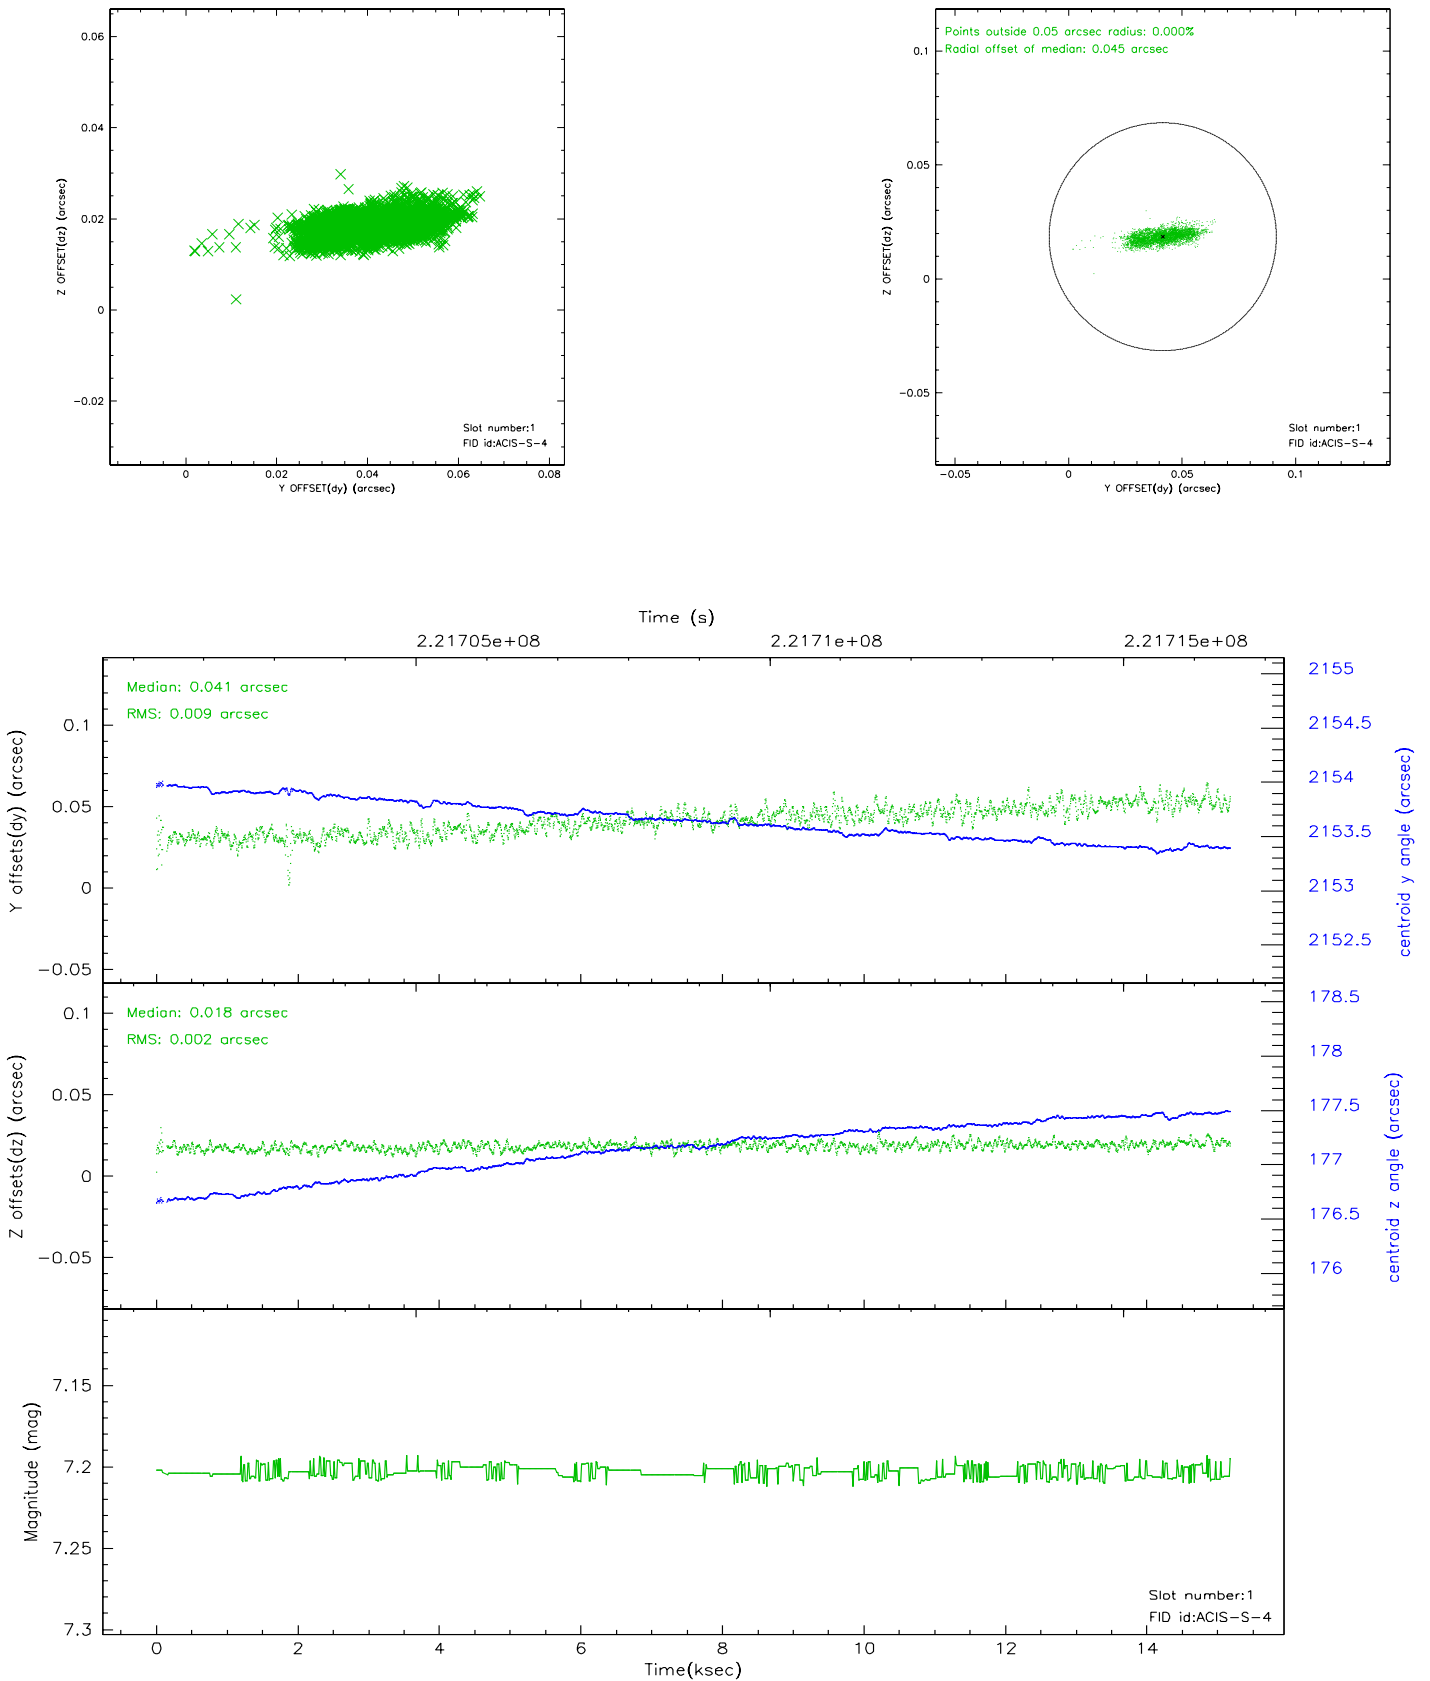 0.06
0.04
0.02
0
−0.02
Z OFFSET(dz) (arcsec)
0
0.02
0.04
0.06
0.08
Y OFFSET(dy) (arcsec)
Slot number:1
FID id:ACIS−S−4
Points outside 0.05 arcsec radius: 0.000%
Radial offset of median: 0.045 arcsec
0.1
0.05
0
−0.05
Z OFFSET(dz) (arcsec)
−0.05
0
0.05
0.1
Y OFFSET(dy) (arcsec)
Slot number:1
FID id:ACIS−S−4
Time (s)
2.21705e+08
2.2171e+08
2.21715e+08
Median: 0.041 arcsec
RMS: 0.009 arcsec
0.1
0.05
0
−0.05
Y offsets(dy) (arcsec)
2155
2154.5
2154
2153.5
2153
2152.5
centroid y angle (arcsec)
Median: 0.018 arcsec
RMS: 0.002 arcsec
0.1
0.05
0
−0.05
Z offsets(dz) (arcsec)
178.5
178
177.5
177
176.5
176
centroid z angle (arcsec)
7.15
7.2
7.25
7.3
Magnitude (mag)
Slot number:1
FID id:ACIS−S−4
0
2
4
6
8
10
12
14
Time(ksec)